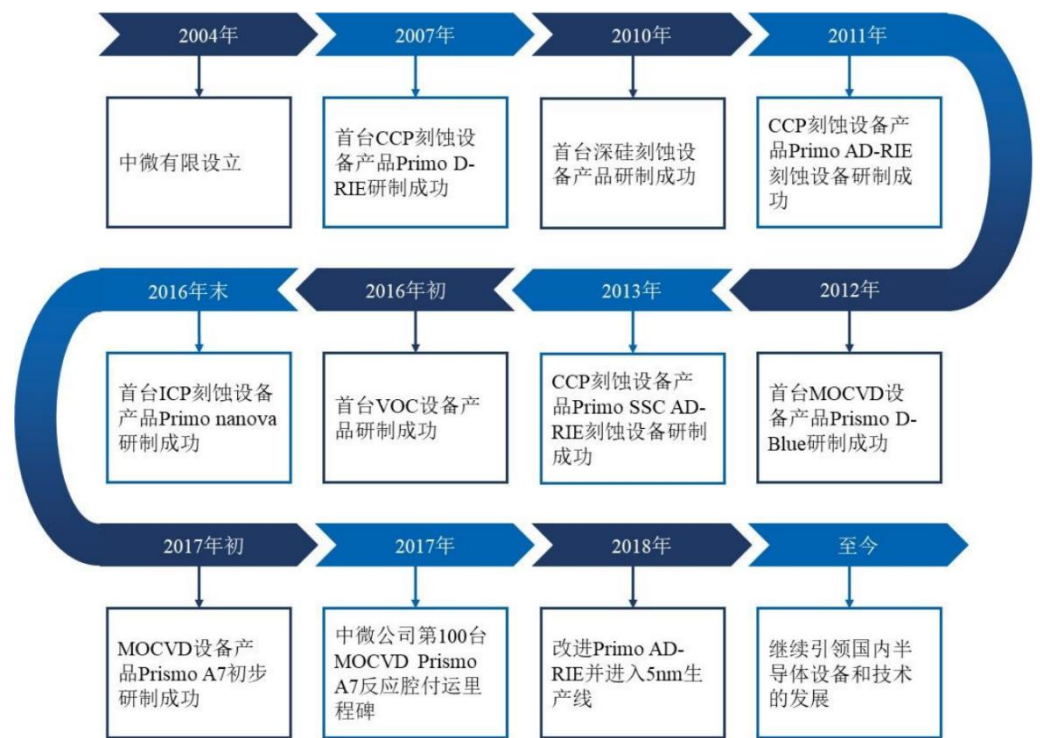 2004年
2007年
2010年
2011年
中微有限设立
首台CCP刻蚀设
备产品Primo D-
RIE研制成功
首台深硅刻蚀设
备产品研制成功
CCP刻蚀设备产
品Primo AD-RIE
刻蚀设备研制成
功
2012年
2013年
2016年初
2016年末
首台MOCVD设
备产品Prismo D-
Blue研制成功
CCP刻蚀设备产
品Primo SSC AD-
RIE刻蚀设备研制
成功
首台VOC设备产
品研制成功
首台ICP刻蚀设备
产品Primo nanova
研制成功
2017年初
2017年
2018年
至今
MOCVD设备产
品Prismo A7初步
研制成功
中微公司第100台
MOCVD Prismo
A7反应腔付运里
程碑
改进Primo AD-
RIE并进入5nm生
产线
继续引领国内半
导体设备和技术
的发展